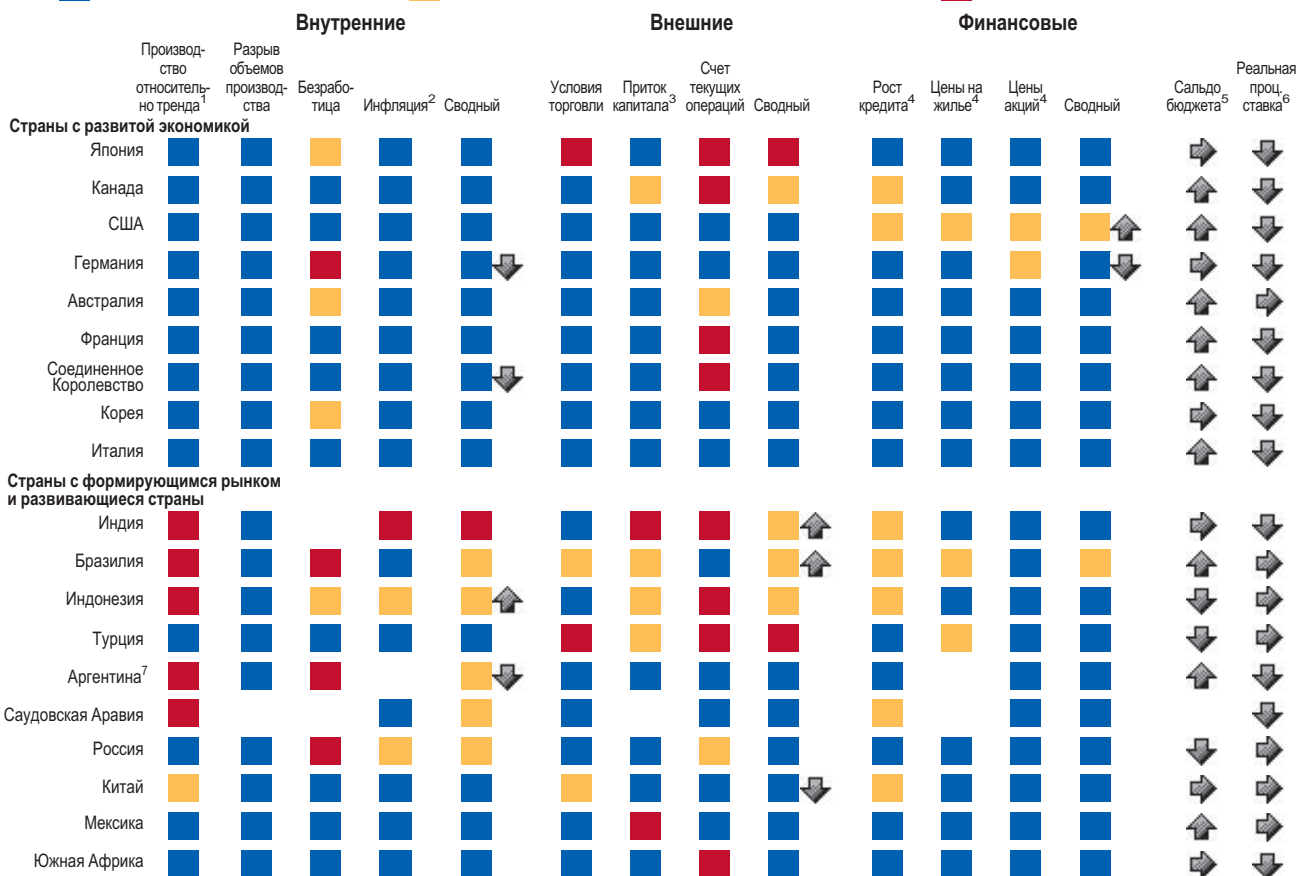 Внутренние
Внешние
Финансовые
Производ-
ство
относитель-
но тренда1
Разрыв
объемов
производ-
ства
Безрабо-
тица
Инфляция2
Сводный
Условия
торговли
Приток
капитала3
Счет
текущих
операций
Сводный
Рост
кредита4
Цены на
жилье4
Цены
акций4
Сводный
Сальдо
бюджета5
Реальная
проц.
ставка6
Страны с развитой экономикой
Япония
Канада
США
Германия
Австралия
Франция
Соединенное
Королевство
Корея
Италия
Страны с формирующимся рынком
и развивающиеся страны
Индия
Бразилия
Индонезия
Турция
Аргентина7
Саудовская Аравия
Россия
Китай
Мексика
Южная Африка